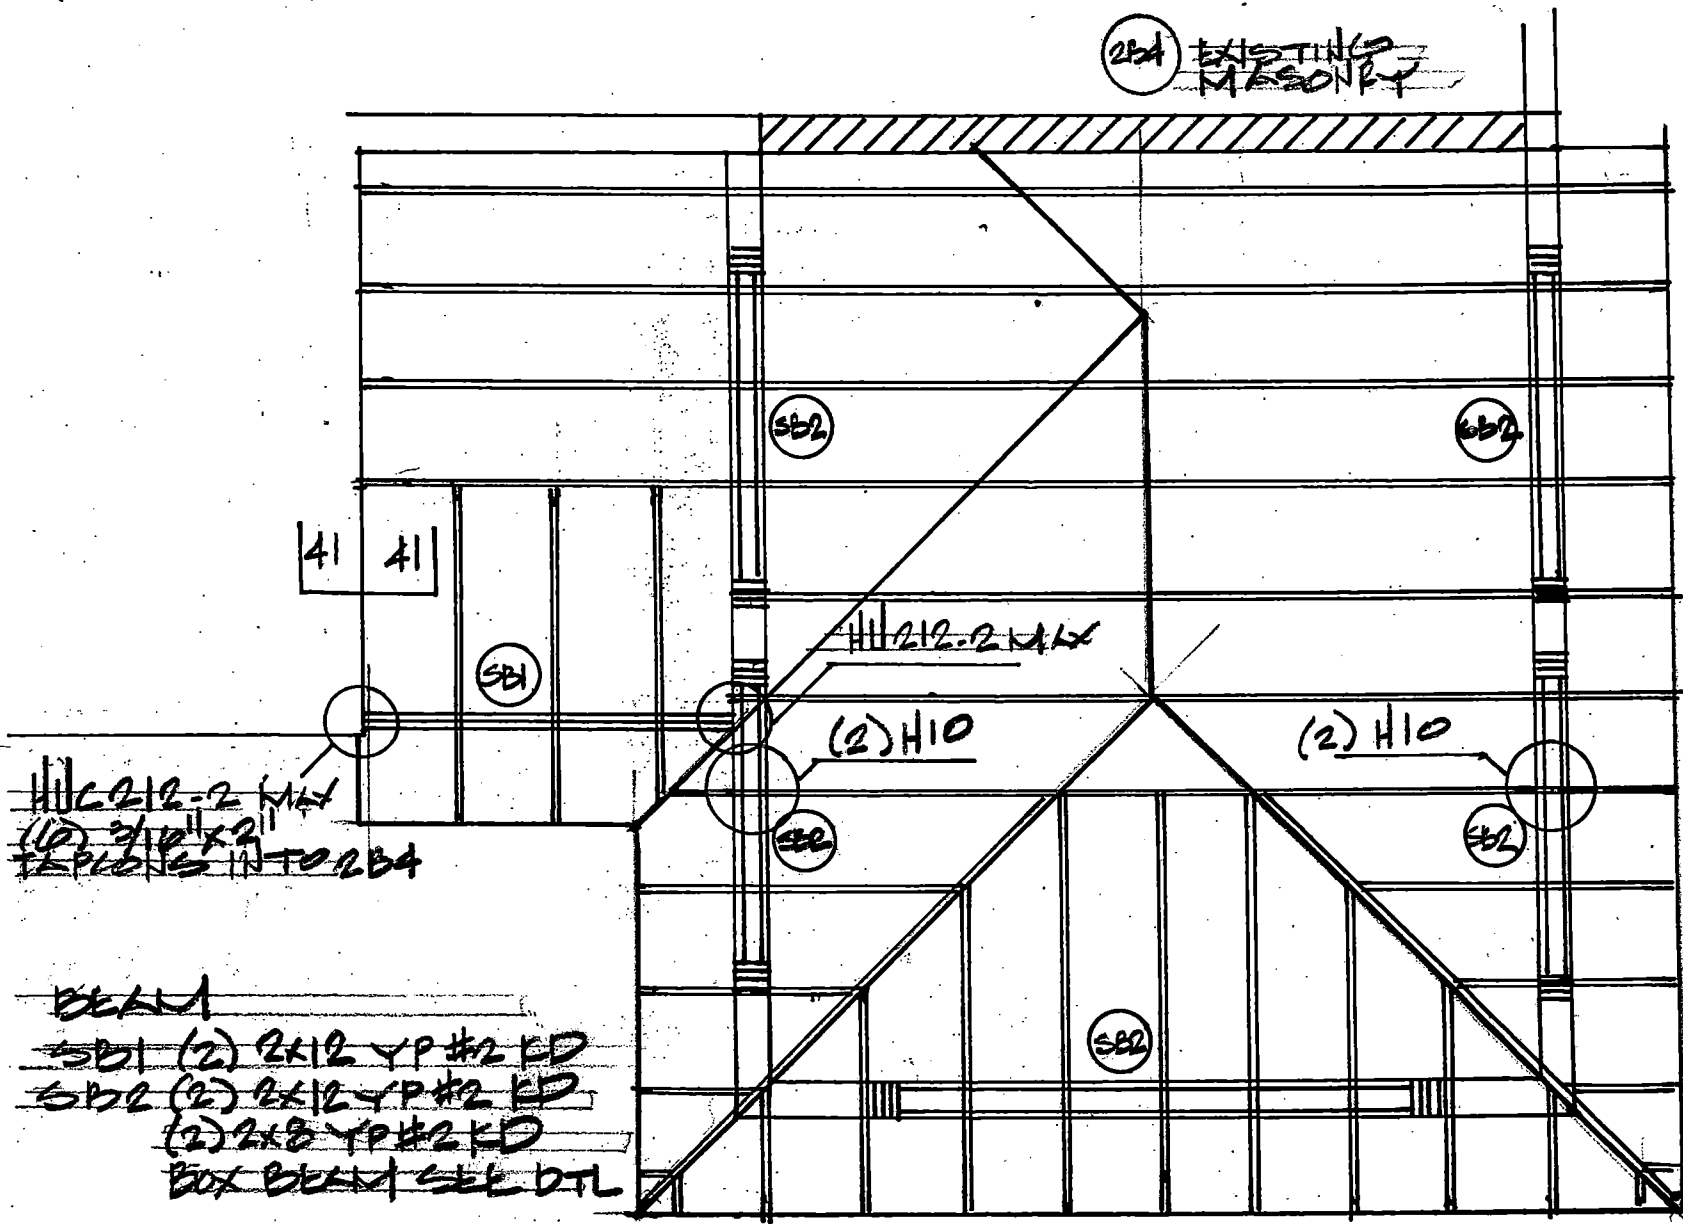 2B4 EXISTING
MASONRY
SB2
SB2
41 41
SB1
HU212-2 MAX
(2) H10
(2) H10
HUC212-2 MAX
(6) 3/16" X 2"
TAPCONS INTO 2B4
SB2
SB2
SB2
BEAM
SB1 (2) 2X12 YP #2 KD
SB2 (2) 2X12 YP #2 KD
(2) 2X8 YP #2 KD
BOX BEAM SEE DTL